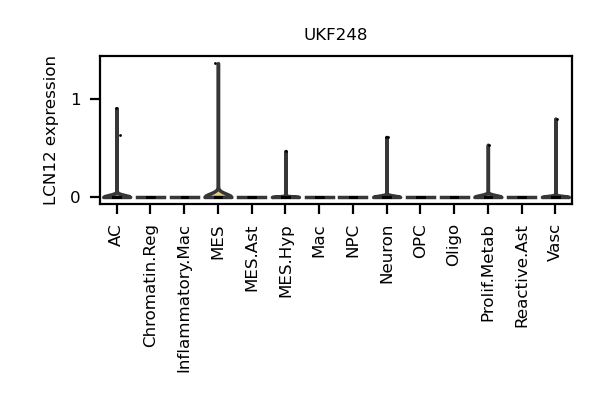 UKF248
LCN12 expression
1
0
AC
Chromatin.Reg
Inflammatory.Mac
MES
MES.Ast
MES.Hyp
Mac
NPC
Neuron
OPC
Oligo
Prolif.Metab
Reactive.Ast
Vasc